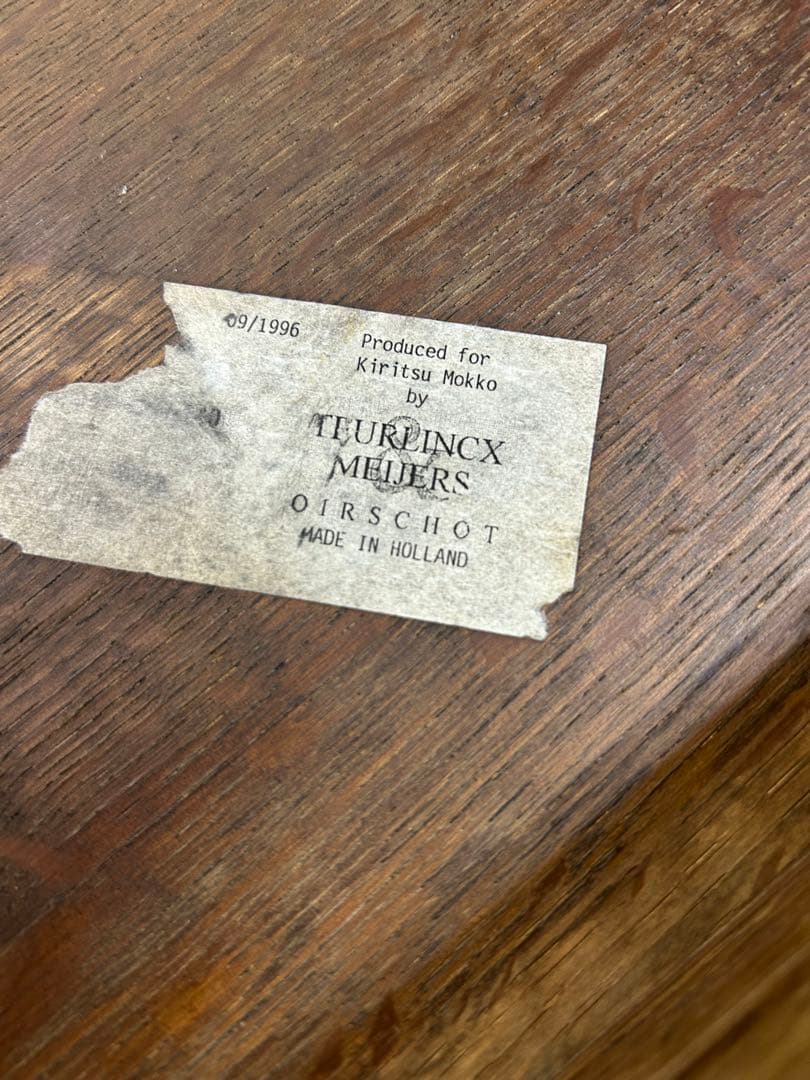 09/1996
Produced for
Kiritsu Mokko
by
TEURLINCX
&
MEIJERS
OIRSCHOT
MADE IN HOLLAND